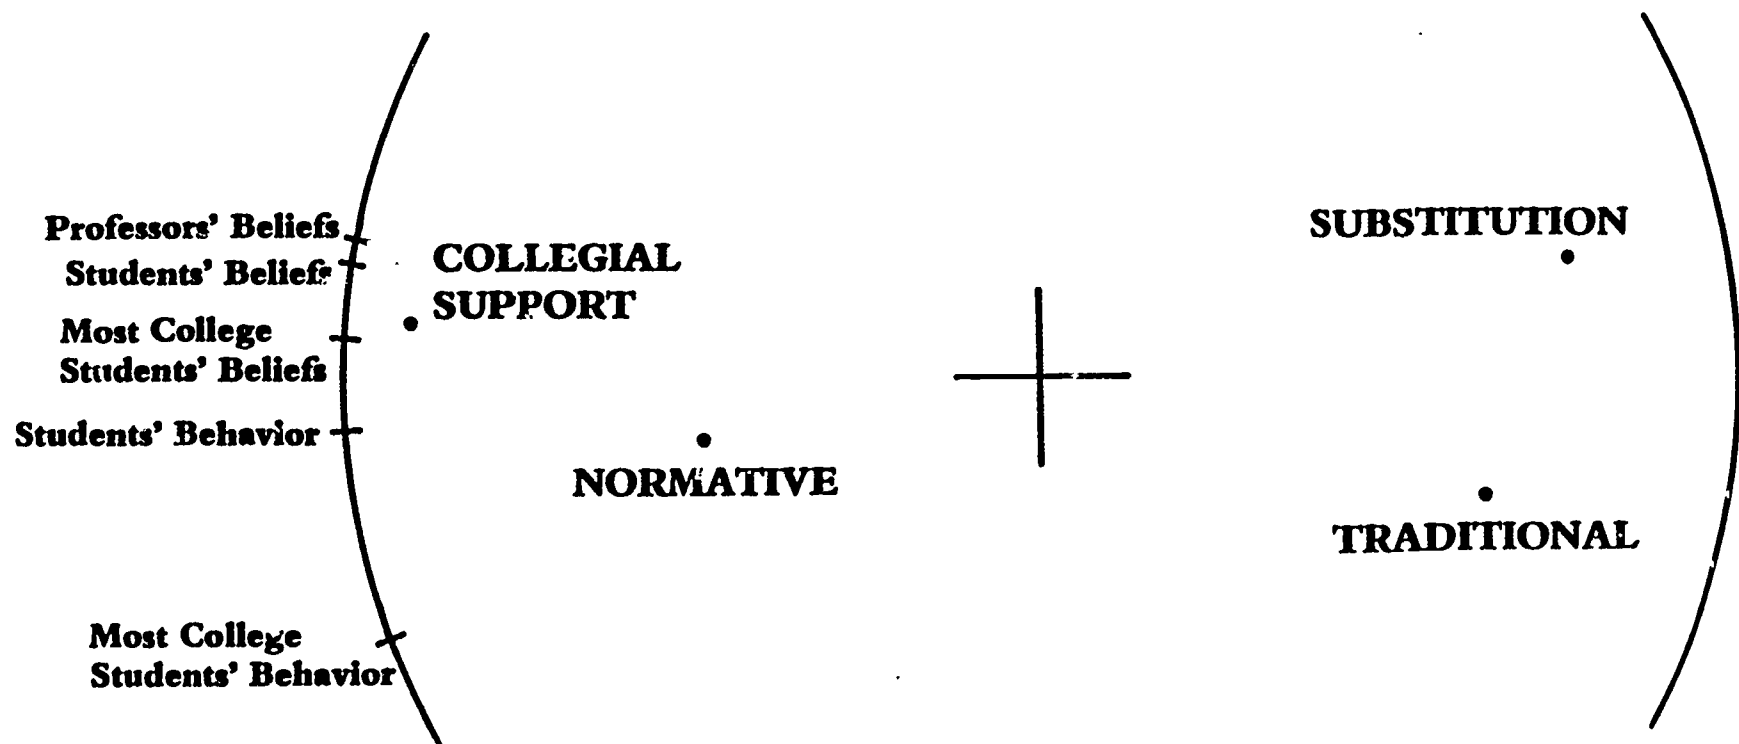 Professors' Beliefs
Students' Beliefs
Most College
Students' Beliefs
Students' Behavior
Most College
Students' Behavior
COLLEGIAL
SUPPORT
NORMATIVE
SUBSTITUTION
TRADITIONAL